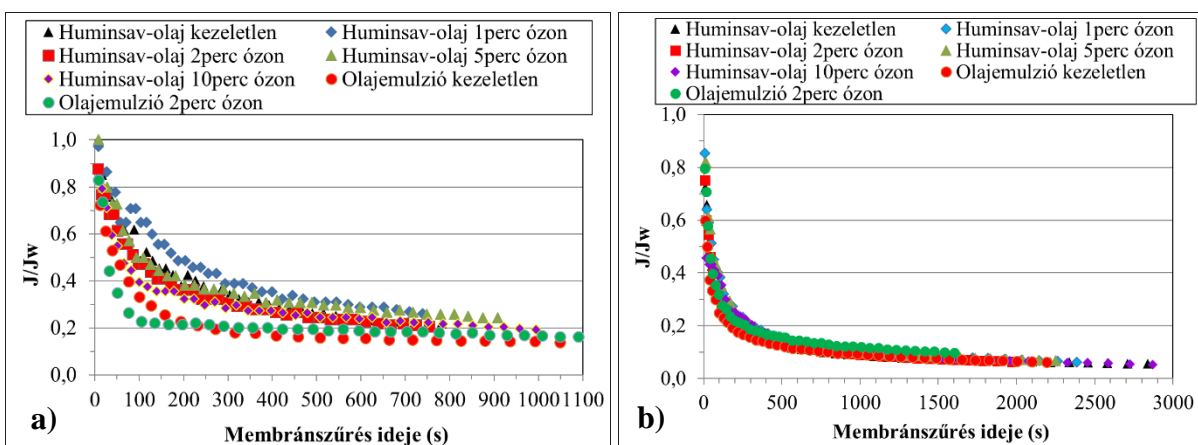 Huminsav-olaj kezeletlen
Huminsav-olaj 1perc ózon
Huminsav-olaj 2perc ózon
Huminsav-olaj 5perc ózon
Huminsav-olaj 10perc ózon
Olajemulzió kezeletlen
Olajemulzió 2perc ózon
1,0
0,8
0,6
0,4
0,2
0,0
J/Jw
0 100 200 300 400 500 600 700 800 900 1000 1100
a)
Membránszűrés ideje (s)
Huminsav-olaj kezeletlen
Huminsav-olaj 1perc ózon
Huminsav-olaj 2perc ózon
Huminsav-olaj 5perc ózon
Huminsav-olaj 10perc ózon
Olajemulzió kezeletlen
Olajemulzió 2perc ózon
1,0
0,8
0,6
0,4
0,2
0,0
J/Jw
0 500 1000 1500 2000 2500 3000
b)
Membránszűrés ideje (s)